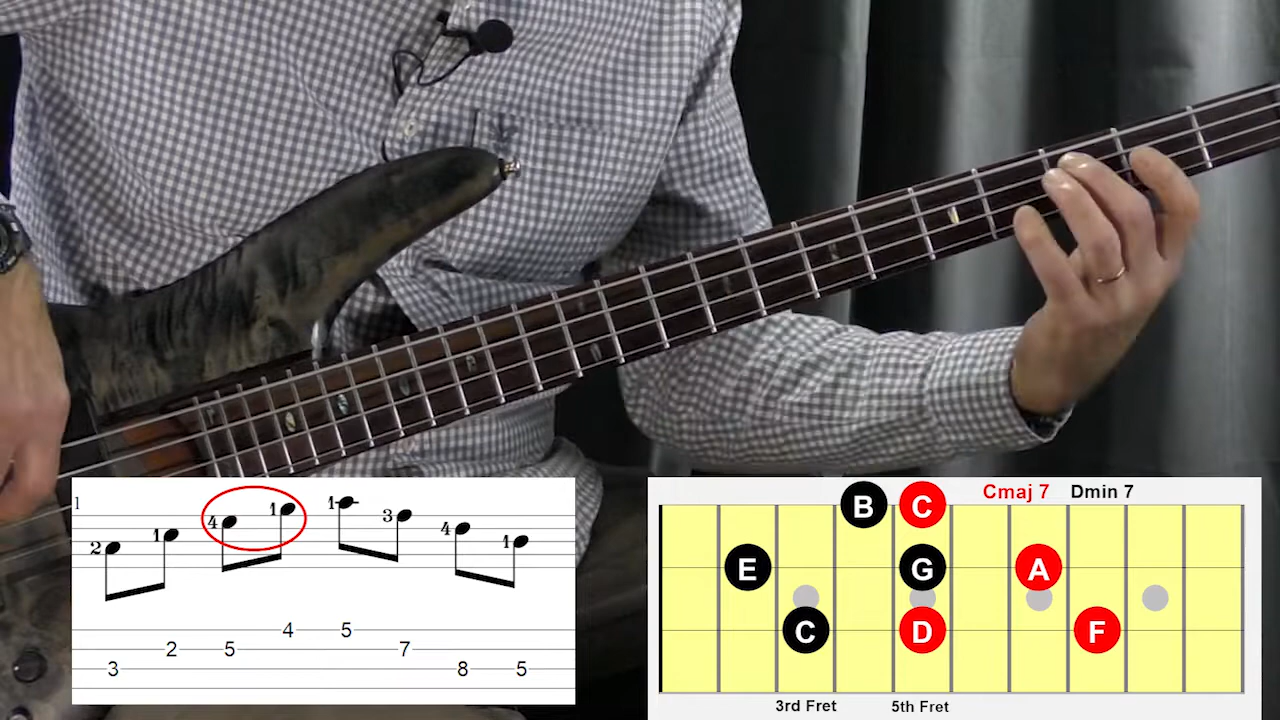 1
2 1 4 1 1 3 4 1
4 5
2 5 7
3 8 5
Cmaj 7 Dmin 7
B C
E G A
C D F
3rd Fret 5th Fret